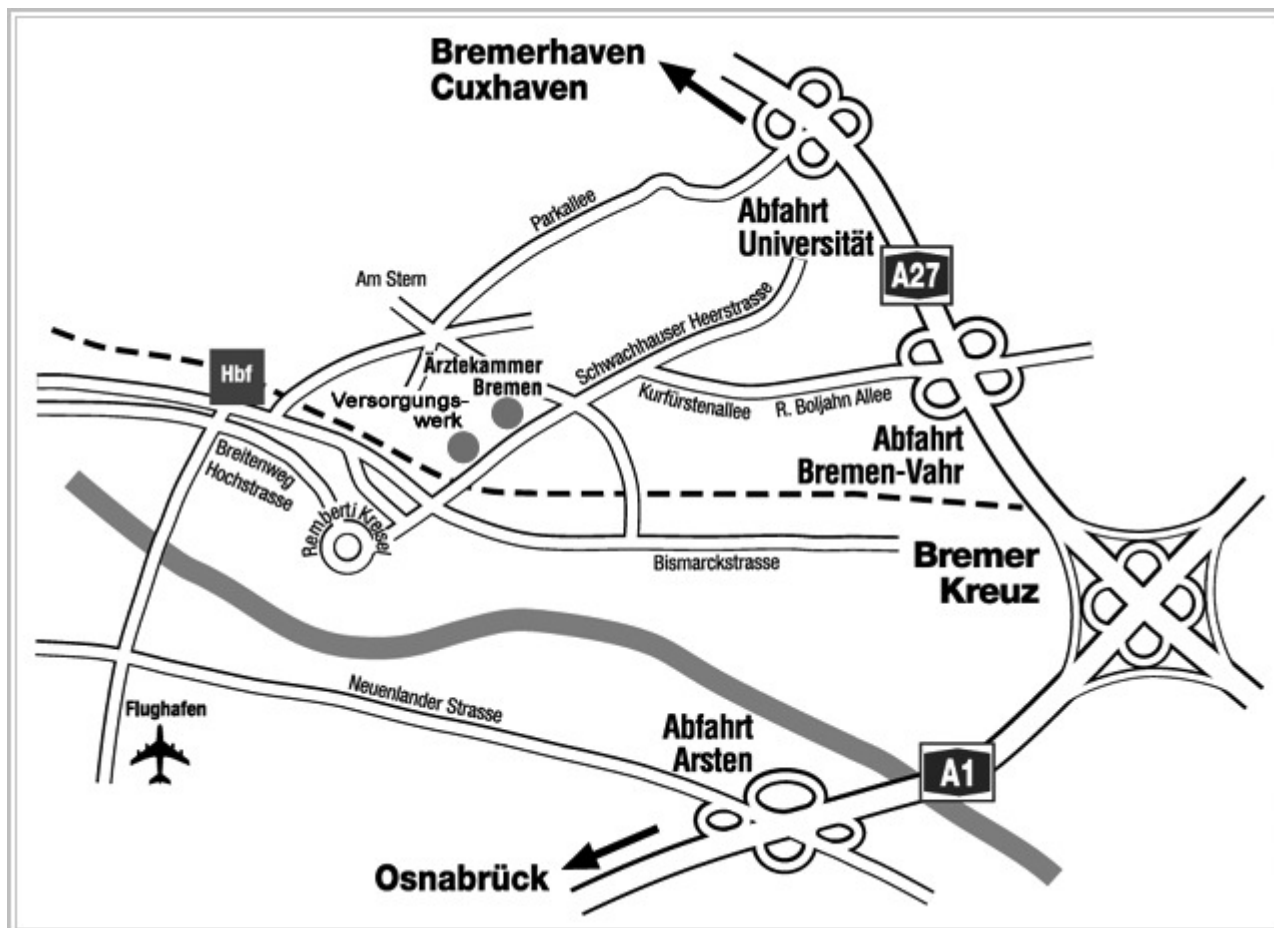 Bremerhaven
Cuxhaven
Parkallee
Abfahrt
Universität
A27
Am Stern
Schwachhauser Heerstrasse
Hbf
Ärztekammer
Bremen
Versorgungs-
werk
Kurfürstenallee
R. Boljahn Allee
Abfahrt
Bremen-Vahr
Breitenweg
Hochstrasse
Remberti Kreisel
Bismarckstrasse
Bremer
Kreuz
Neuenlander Strasse
Flughafen
Abfahrt
Arsten
A1
Osnabrück